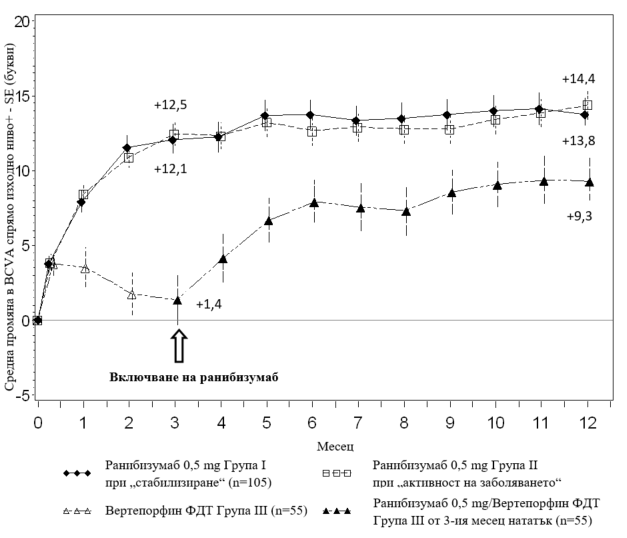 Средна промяна в BCVA спрямо изходно ниво+ - SE (букви)
20
15
10
5
0
-5
+12,5
+12,1
+14,4
+13,8
+9,3
+1,4
Включване на ранибизумаб
0 1 2 3 4 5 6 7 8 9 10 11 12
Месец
Ранибизумаб 0,5 mg Група I
при „стабилизиране“ (n=105)
Ранибизумаб 0,5 mg Група II
при „активност на заболяването“
Вертепорфин ФДТ Група III (n=55)
Ранибизумаб 0,5 mg/Вертепорфин ФДТ
Група III от 3-ия месец нататък (n=55)